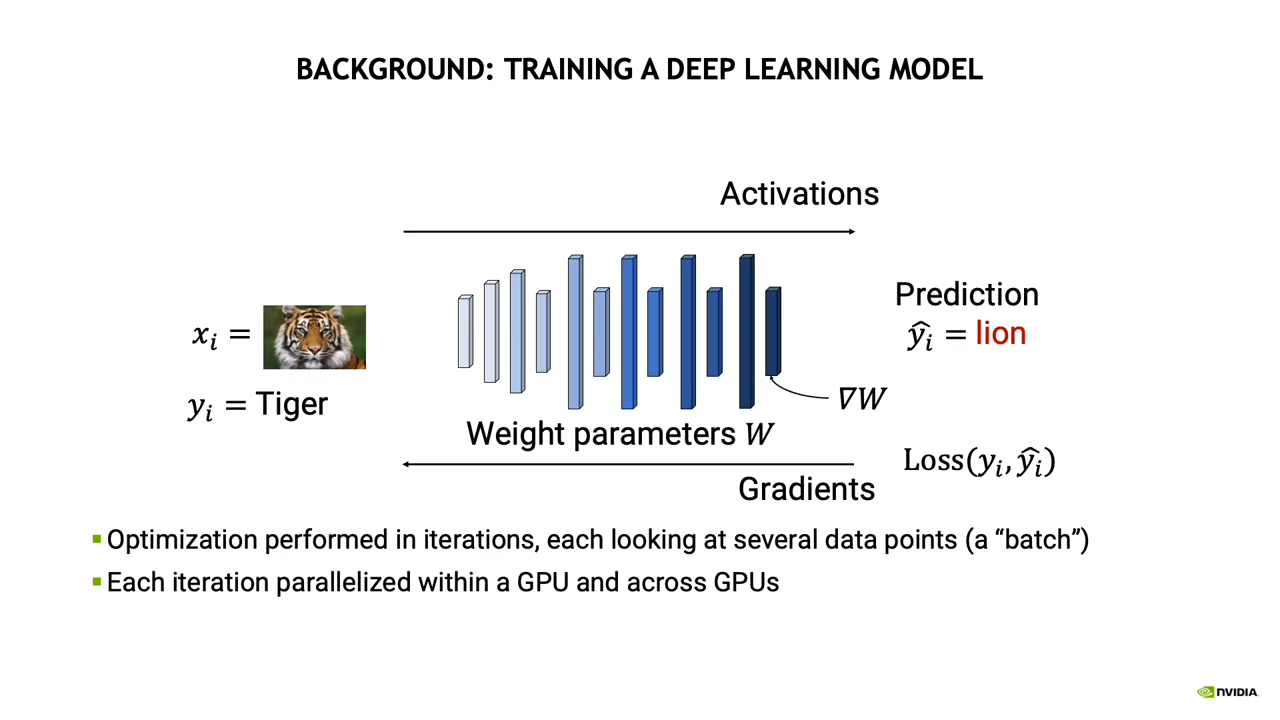 BACKGROUND: TRAINING A DEEP LEARNING MODEL
Activations
Prediction
xᵢ =
ŷᵢ = lion
yᵢ = Tiger
∇W
Weight parameters W
Loss(yᵢ, ŷᵢ)
Gradients
▪ Optimization performed in iterations, each looking at several data points (a “batch”)
▪ Each iteration parallelized within a GPU and across GPUs
NVIDIA.